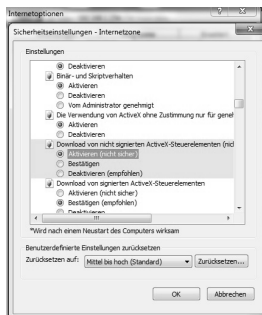 Internetoptionen
Sicherheitseinstellungen - Internetzone
Einstellungen
Deaktivieren
Binär- und Skriptverhalten
Aktivieren
Deaktivieren
Vom Administrator genehmigt
Die Verwendung von ActiveX ohne Zustimmung nur für geneh
Aktivieren
Deaktivieren
Download von nicht signierten ActiveX-Steuerelementen (nic
Aktivieren (nicht sicher)
Bestätigen
Deaktivieren (empfohlen)
Download von signierten ActiveX-Steuerelementen
Aktivieren (nicht sicher)
Bestätigen (empfohlen)
Deaktivieren
*Wird nach einem Neustart des Computers wirksam
Benutzerdefinierte Einstellungen zurücksetzen
Zurücksetzen auf: Mittel bis hoch (Standard) Zurücksetzen...
OK Abbrechen